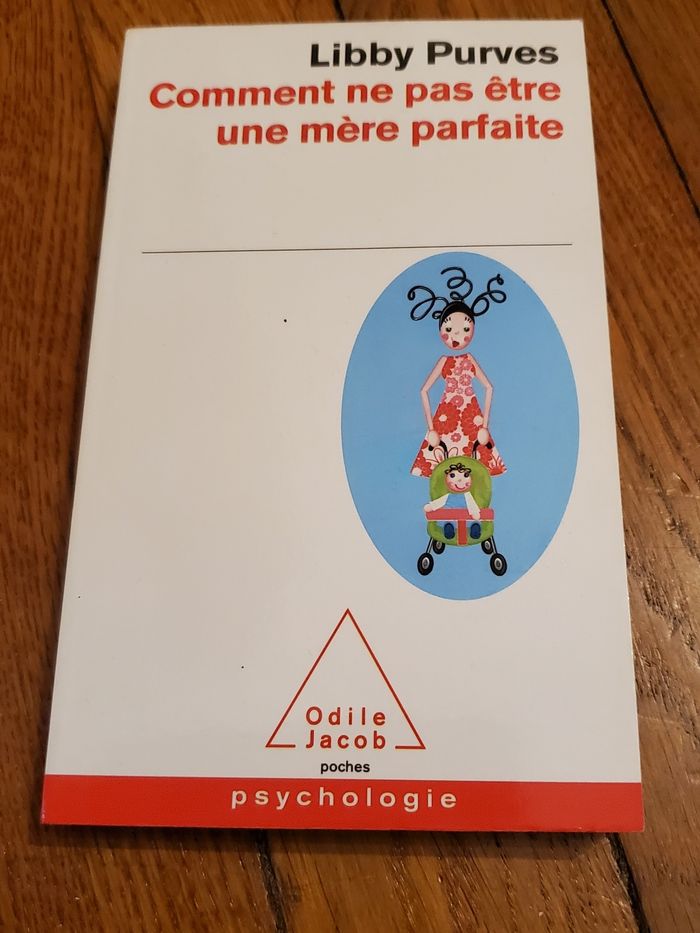 Libby Purves
Comment ne pas être
une mère parfaite
Odile
Jacob
poches
psychologie